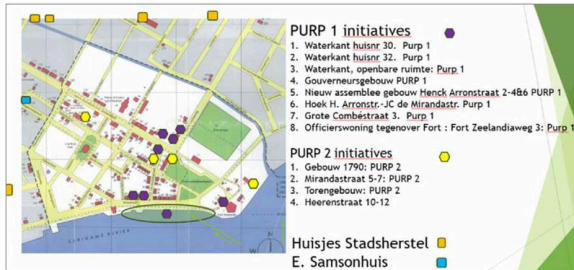 PURP 1 initiatives
1. Waterkant huisnr 30. Purp 1
2. Waterkant huisnr 32. Purp 1
3. Waterkant, openbare ruimte: Purp 1
4. Gouverneursgebouw PURP 1
5. Nieuw assemblee gebouw Henck Arronstraat 2-4&6 PURP 1
6. Hoek H. Arronstr.-JC de Mirandastr. Purp 1
7. Grote Combéstraat 3. Purp 1
8. Officierswoning tegenover Fort : Fort Zeelandiaweg 3: Purp 1
PURP 2 initiatives
1. Gebouw 1790: PURP 2
2. Mirandastraat 5-7: PURP 2
3. Torengebouw: PURP 2
4. Heerenstraat 10-12
Huisjes Stadsherstel
E. Samsonhuis
SURINAME RIVIER
N